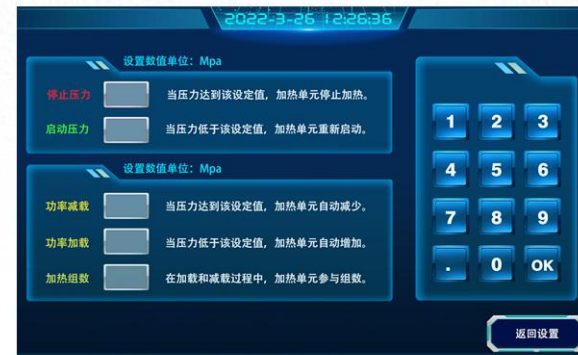 2022-3-26 12:26:36
设置数值单位：Mpa
停止压力 当压力达到该设定值，加热单元停止加热。
启动压力 当压力低于该设定值，加热单元重新启动。
设置数值单位：Mpa
功率减载 当压力达到该设定值，加热单元自动减少。
功率加载 当压力低于该设定值，加热单元自动增加。
加热组数 在加载和减载过程中，加热单元参与组数。
1 2 3
4 5 6
7 8 9
. 0 OK
返回设置